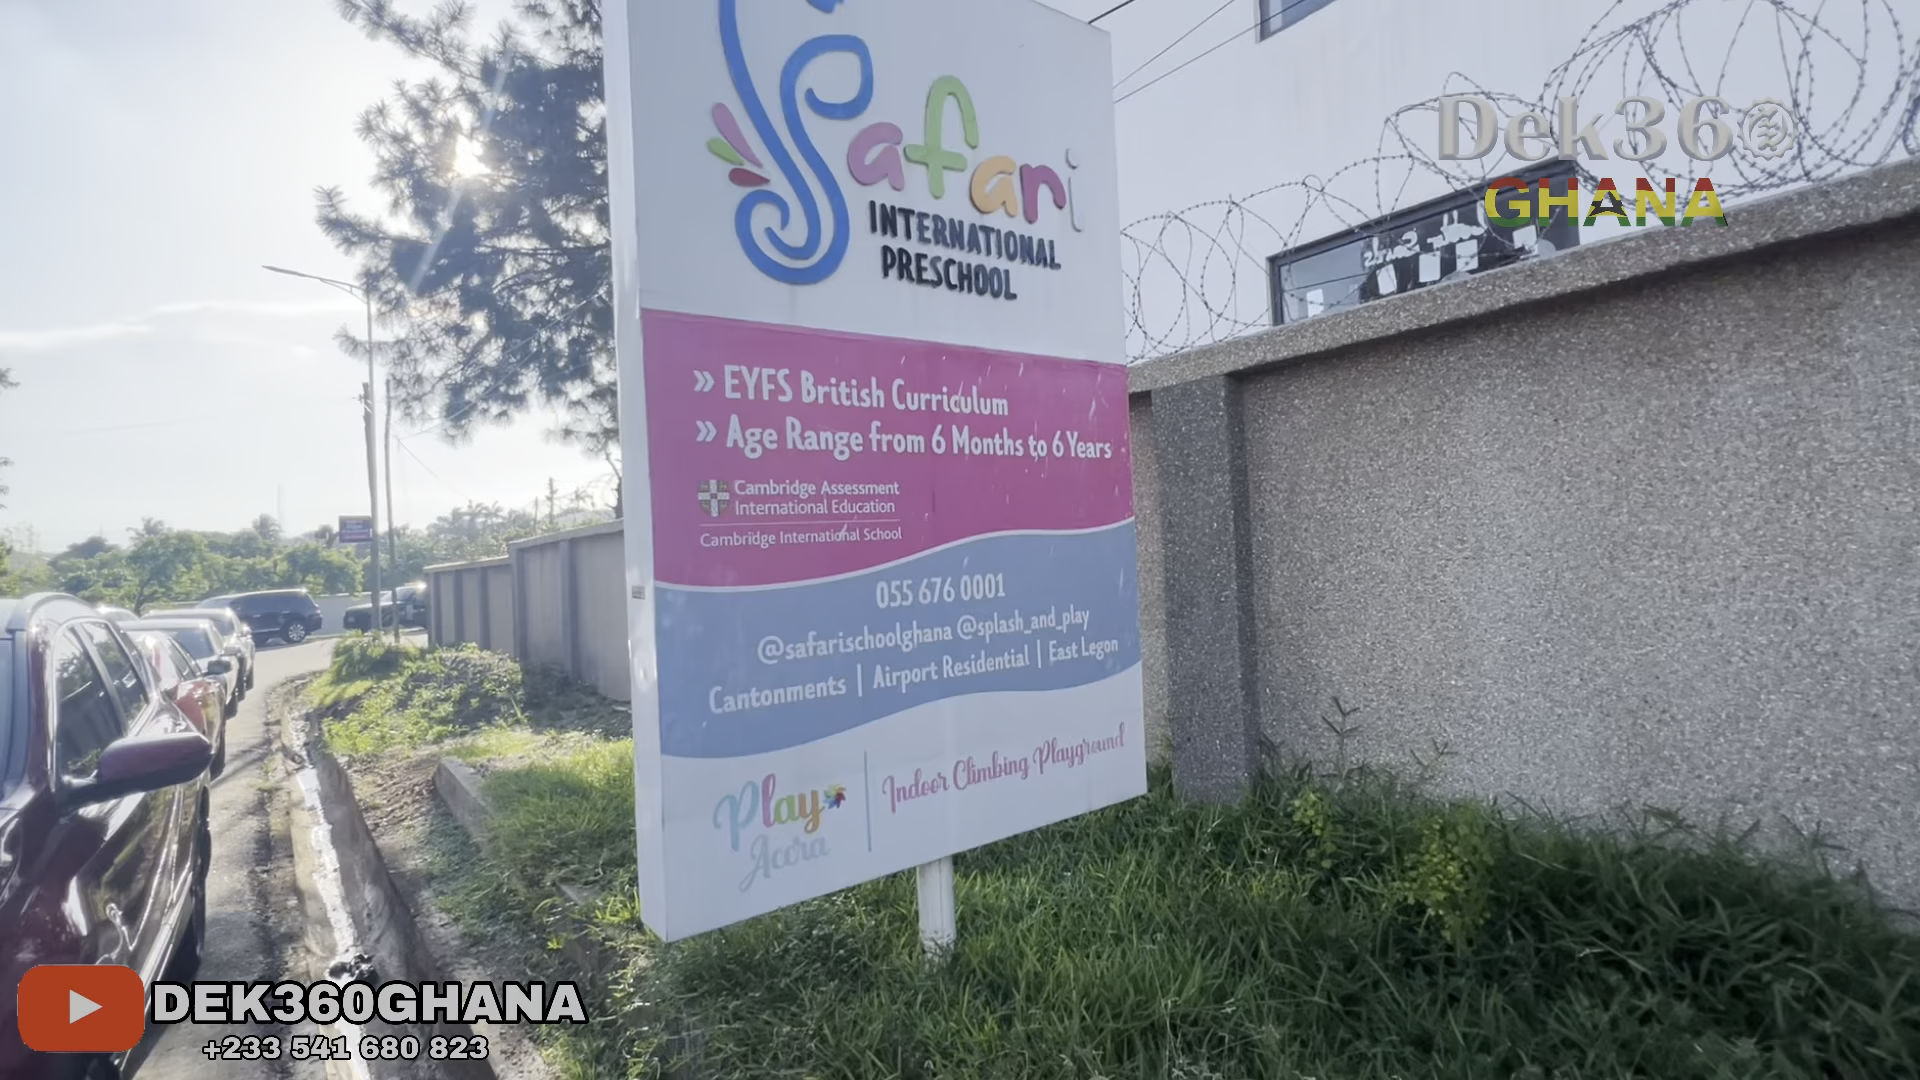 Safari
INTERNATIONAL
PRESCHOOL
» EYFS British Curriculum
» Age Range from 6 Months to 6 Years
Cambridge Assessment
International Education
Cambridge International School
055 676 0001
@safarischoolghana @splash_and_play
Cantonments | Airport Residential | East Legon
Play
Accra
Indoor Climbing Playground
Dek360
GHANA
DEK360GHANA
+233 541 680 823